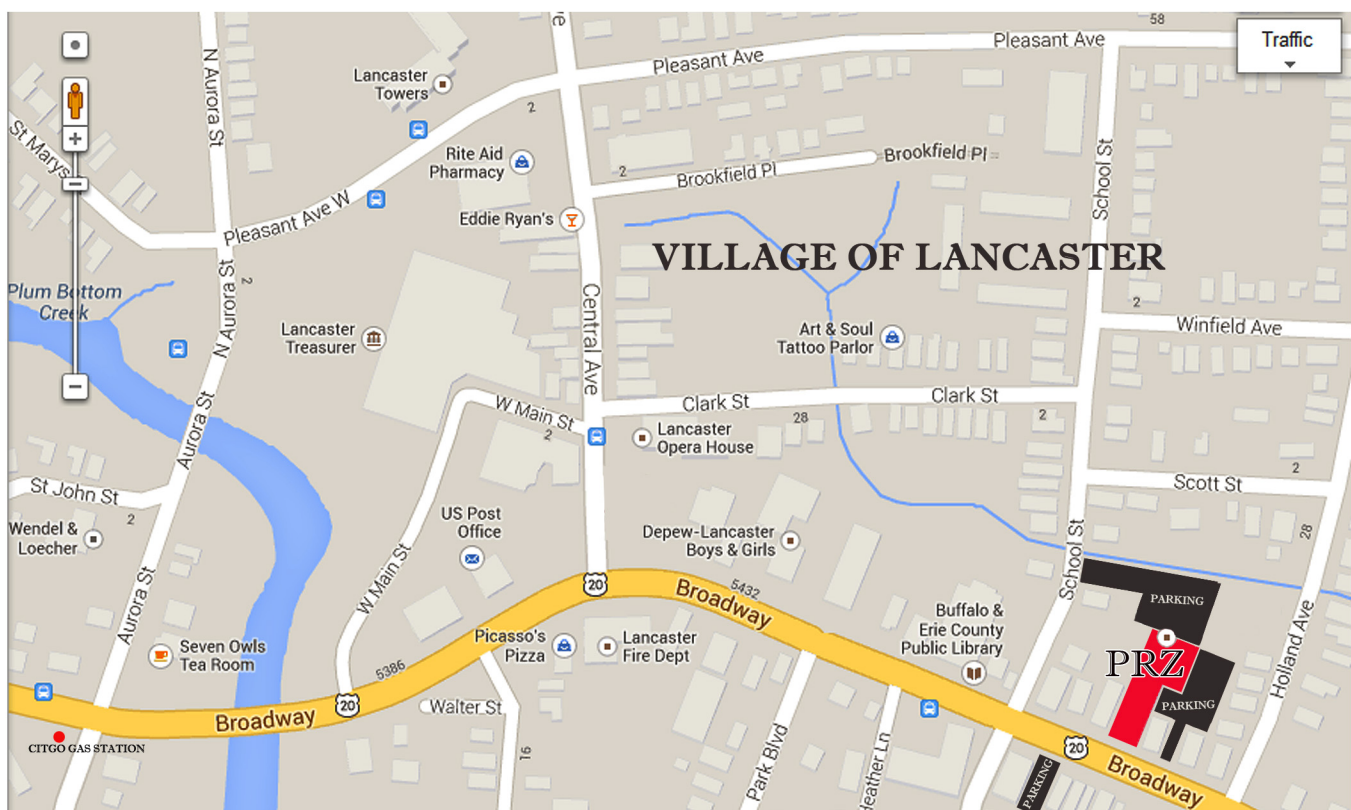 58
Pleasant Ave
Traffic
ve
N Aurora St
Lancaster
Towers
Pleasant Ave
2
St Marys
Rite Aid
Pharmacy
2
Brookfield Pl
Brookfield Pl
School St
Pleasant Ave W
Eddie Ryan's
VILLAGE OF LANCASTER
N Aurora St
2
Plum Bottom
Creek
Central Ave
2
Winfield Ave
Lancaster
Treasurer
Art & Soul
Tattoo Parlor
Aurora St
W Main St
2
Clark St
28
Clark St
2
Lancaster
Opera House
St John St
2
2
Scott St
Wendel &
Loecher
US Post
Office
Depew-Lancaster
Boys & Girls
School St
28
W Main St
20
5432
Broadway
PARKING
Aurora St
Buffalo &
Erie County
Public Library
Holland Ave
Seven Owls
Tea Room
Picasso's
Pizza
Lancaster
Fire Dept
PRZ
5386
20
Walter St
PARKING
Broadway
CITGO GAS STATION
16
Park Blvd
Heather Ln
20
Broadway
PARKING